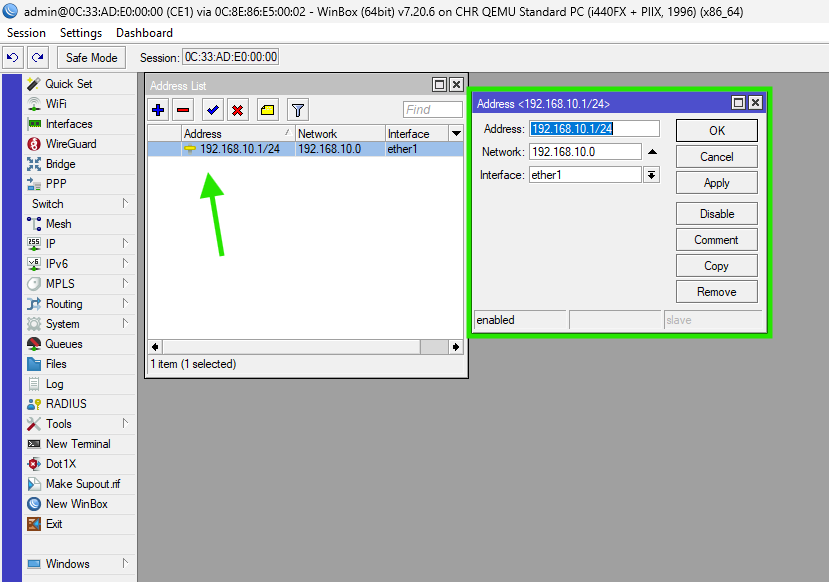 admin@0C:33:AD:E0:00:00 (CE1) via 0C:8E:86:E5:00:02 - WinBox (64bit) v7.20.6 on CHR QEMU Standard PC (i440FX + PIIX, 1996) (x86_64)
Session Settings Dashboard
Safe Mode Session: 0C:33:AD:E0:00:00
Quick Set
WiFi
Interfaces
WireGuard
Bridge
PPP
Switch
Mesh
IP
IPv6
MPLS
Routing
System
Queues
Files
Log
RADIUS
Tools
New Terminal
Dot1X
Make Supout.rif
New WinBox
Exit
Windows
Address List
Find
Address Network Interface
192.168.10.1/24 192.168.10.0 ether1
1 item (1 selected)
Address <192.168.10.1/24>
Address: 192.168.10.1/24
Network: 192.168.10.0
Interface: ether1
OK
Cancel
Apply
Disable
Comment
Copy
Remove
enabled slave